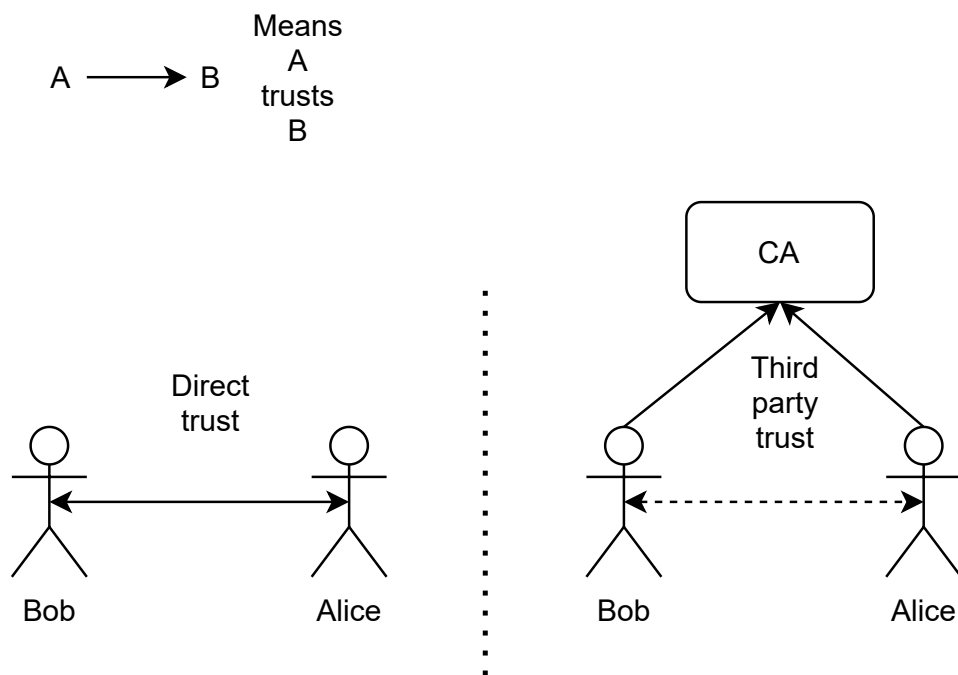 Means
A
trusts
B
A
B
CA
Direct
trust
Third
party
trust
Bob
Alice
Bob
Alice